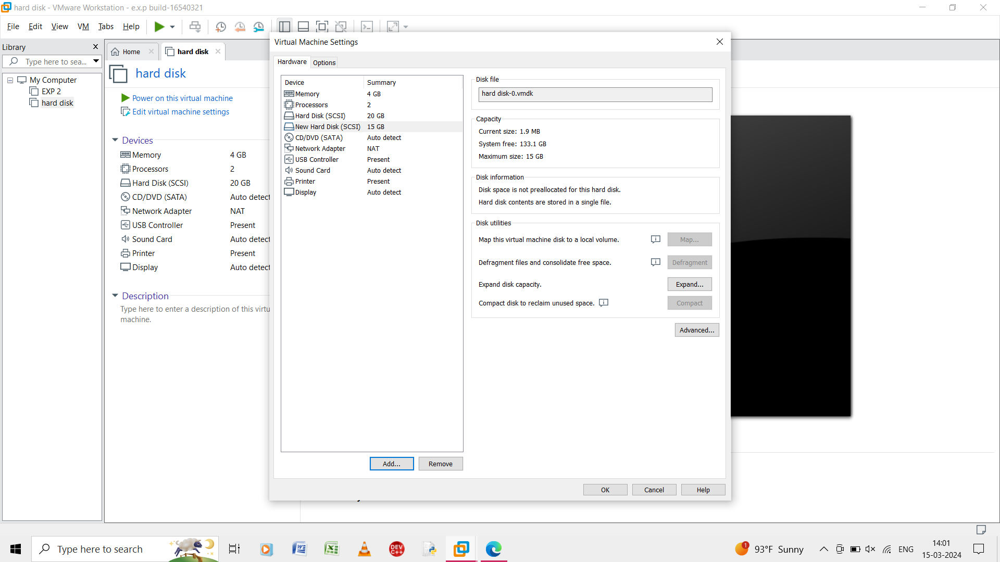 hard disk - VMware Workstation - e.x.p build-16540321
File Edit View VM Tabs Help
Library
Type here to sea...
My Computer
EXP 2
hard disk
Home
hard disk
hard disk
Power on this virtual machine
Edit virtual machine settings
Devices
Memory 4 GB
Processors 2
Hard Disk (SCSI) 20 GB
CD/DVD (SATA) Auto detect
Network Adapter NAT
USB Controller Present
Sound Card Auto detect
Printer Present
Display Auto detect
Description
Type here to enter a description of this virtu
machine.
Virtual Machine Settings
Hardware Options
Device Summary
Memory 4 GB
Processors 2
Hard Disk (SCSI) 20 GB
New Hard Disk (SCSI) 15 GB
CD/DVD (SATA) Auto detect
Network Adapter NAT
USB Controller Present
Sound Card Auto detect
Printer Present
Display Auto detect
Add... Remove
Disk file
hard disk-0.vmdk
Capacity
Current size: 1.9 MB
System free: 133.1 GB
Maximum size: 15 GB
Disk information
Disk space is not preallocated for this hard disk.
Hard disk contents are stored in a single file.
Disk utilities
Map this virtual machine disk to a local volume. Map...
Defragment files and consolidate free space. Defragment
Expand disk capacity. Expand...
Compact disk to reclaim unused space. Compact
Advanced...
OK Cancel Help
Type here to search
DEV
C++
1
93°F Sunny
ENG
14:01
15-03-2024